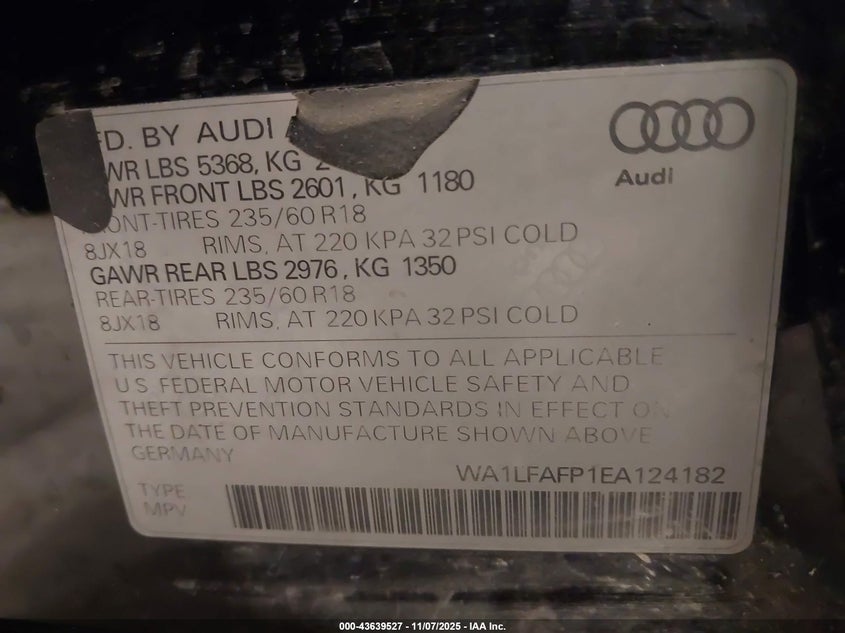 D. BY AUDI
Audi
WR LBS 5368, KG 2
WR FRONT LBS 2601, KG 1180
ONT-TIRES 235/60 R18
8JX18 RIMS, AT 220 KPA 32 PSI COLD
GAWR REAR LBS 2976, KG 1350
REAR-TIRES 235/60 R18
8JX18 RIMS, AT 220 KPA 32 PSI COLD
THIS VEHICLE CONFORMS TO ALL APPLICABLE
U.S. FEDERAL MOTOR VEHICLE SAFETY AND
THEFT PREVENTION STANDARDS IN EFFECT ON
THE DATE OF MANUFACTURE SHOWN ABOVE
GERMANY
WA1LFAFP1EA124182
TYPE
MPV
000-43639527 - 11/07/2025 - IAA Inc.